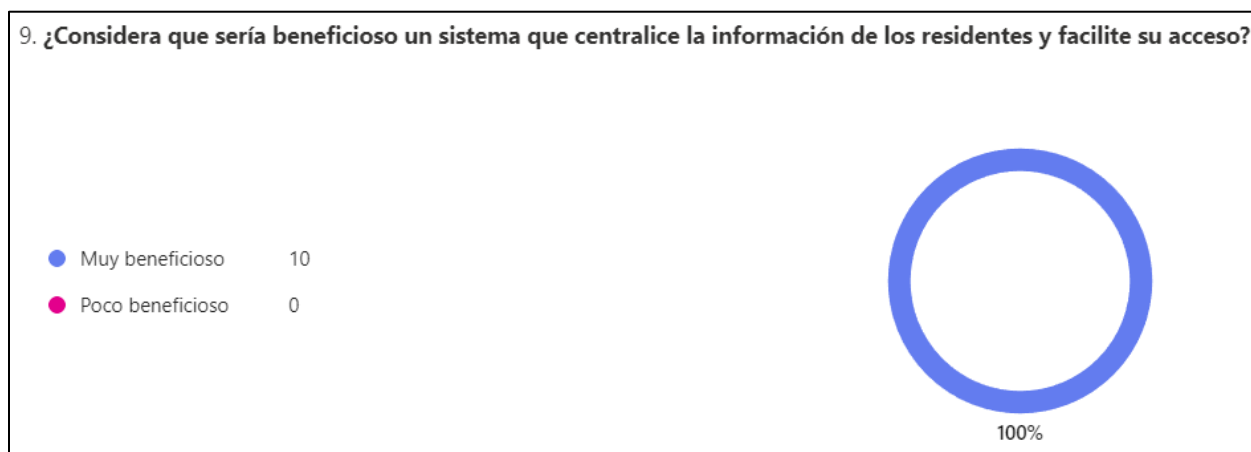 9. ¿Considera que sería beneficioso un sistema que centralice la información de los residentes y facilite su acceso?
Muy beneficioso 10
Poco beneficioso 0
100%